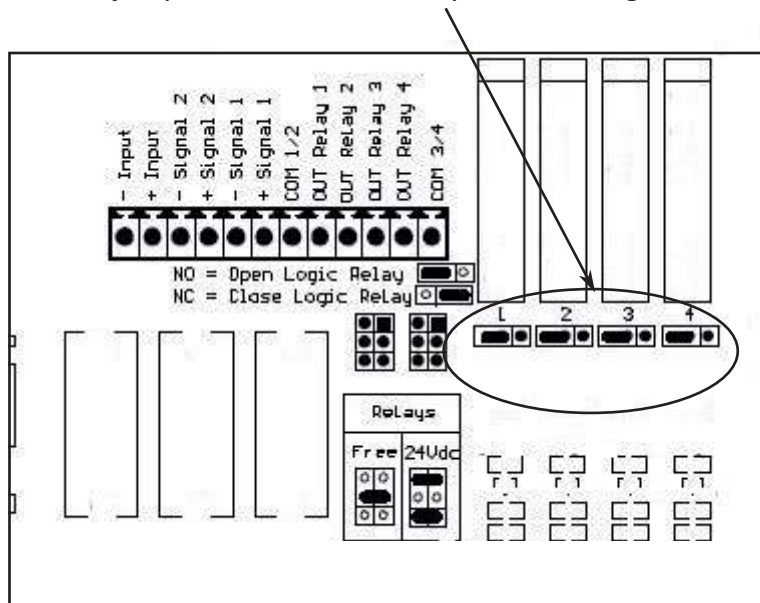 - Input
+ Input
- Signal 2
+ Signal 2
- Signal 1
+ Signal 1
COM 1/2
OUT Relay 1
OUT Relay 2
OUT Relay 3
OUT Relay 4
COM 3/4
NO = Open Logic Relay
NC = Close Logic Relay
1 2 3 4
Relays
Free 24Vdc